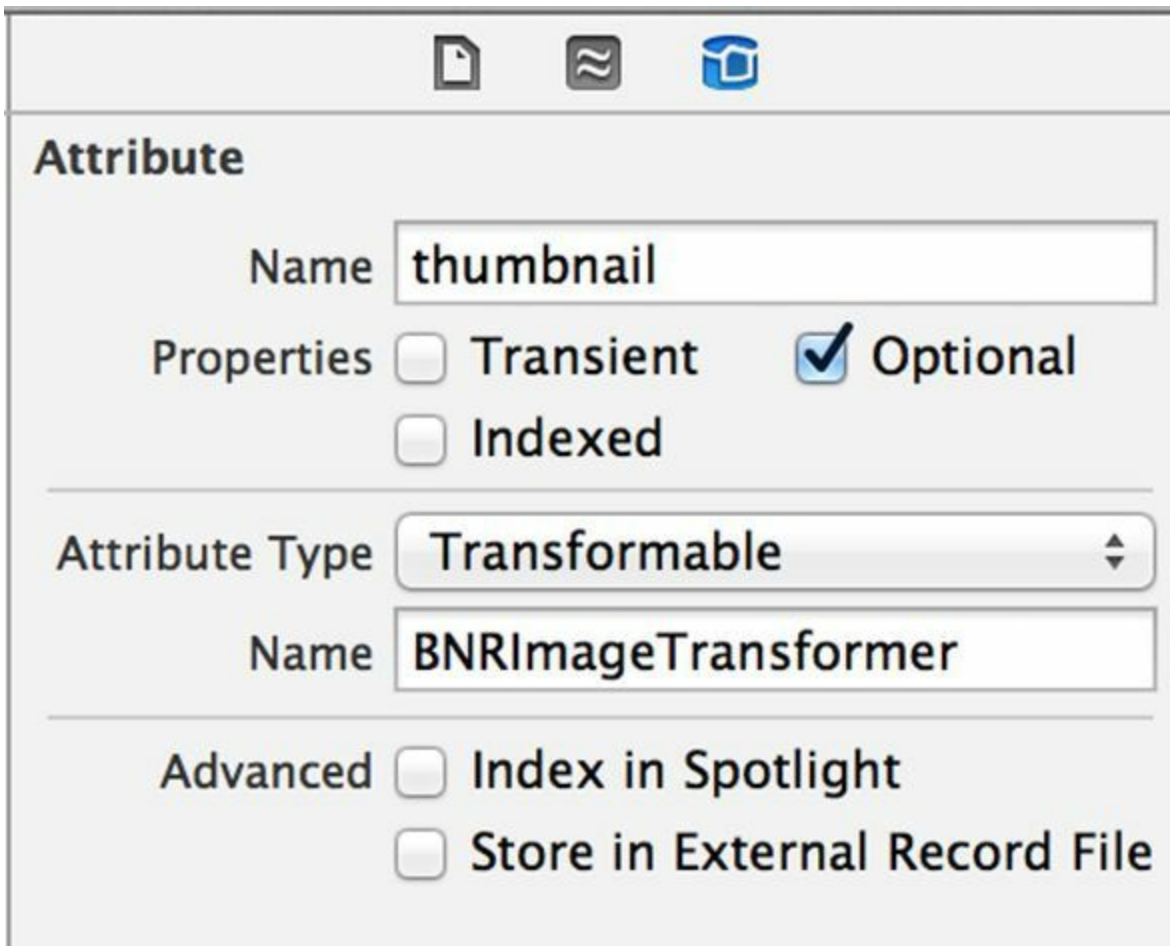 Attribute
Name thumbnail
Properties Transient Optional
Indexed
Attribute Type Transformable
Name BNRImageTransformer
Advanced Index in Spotlight
Store in External Record File